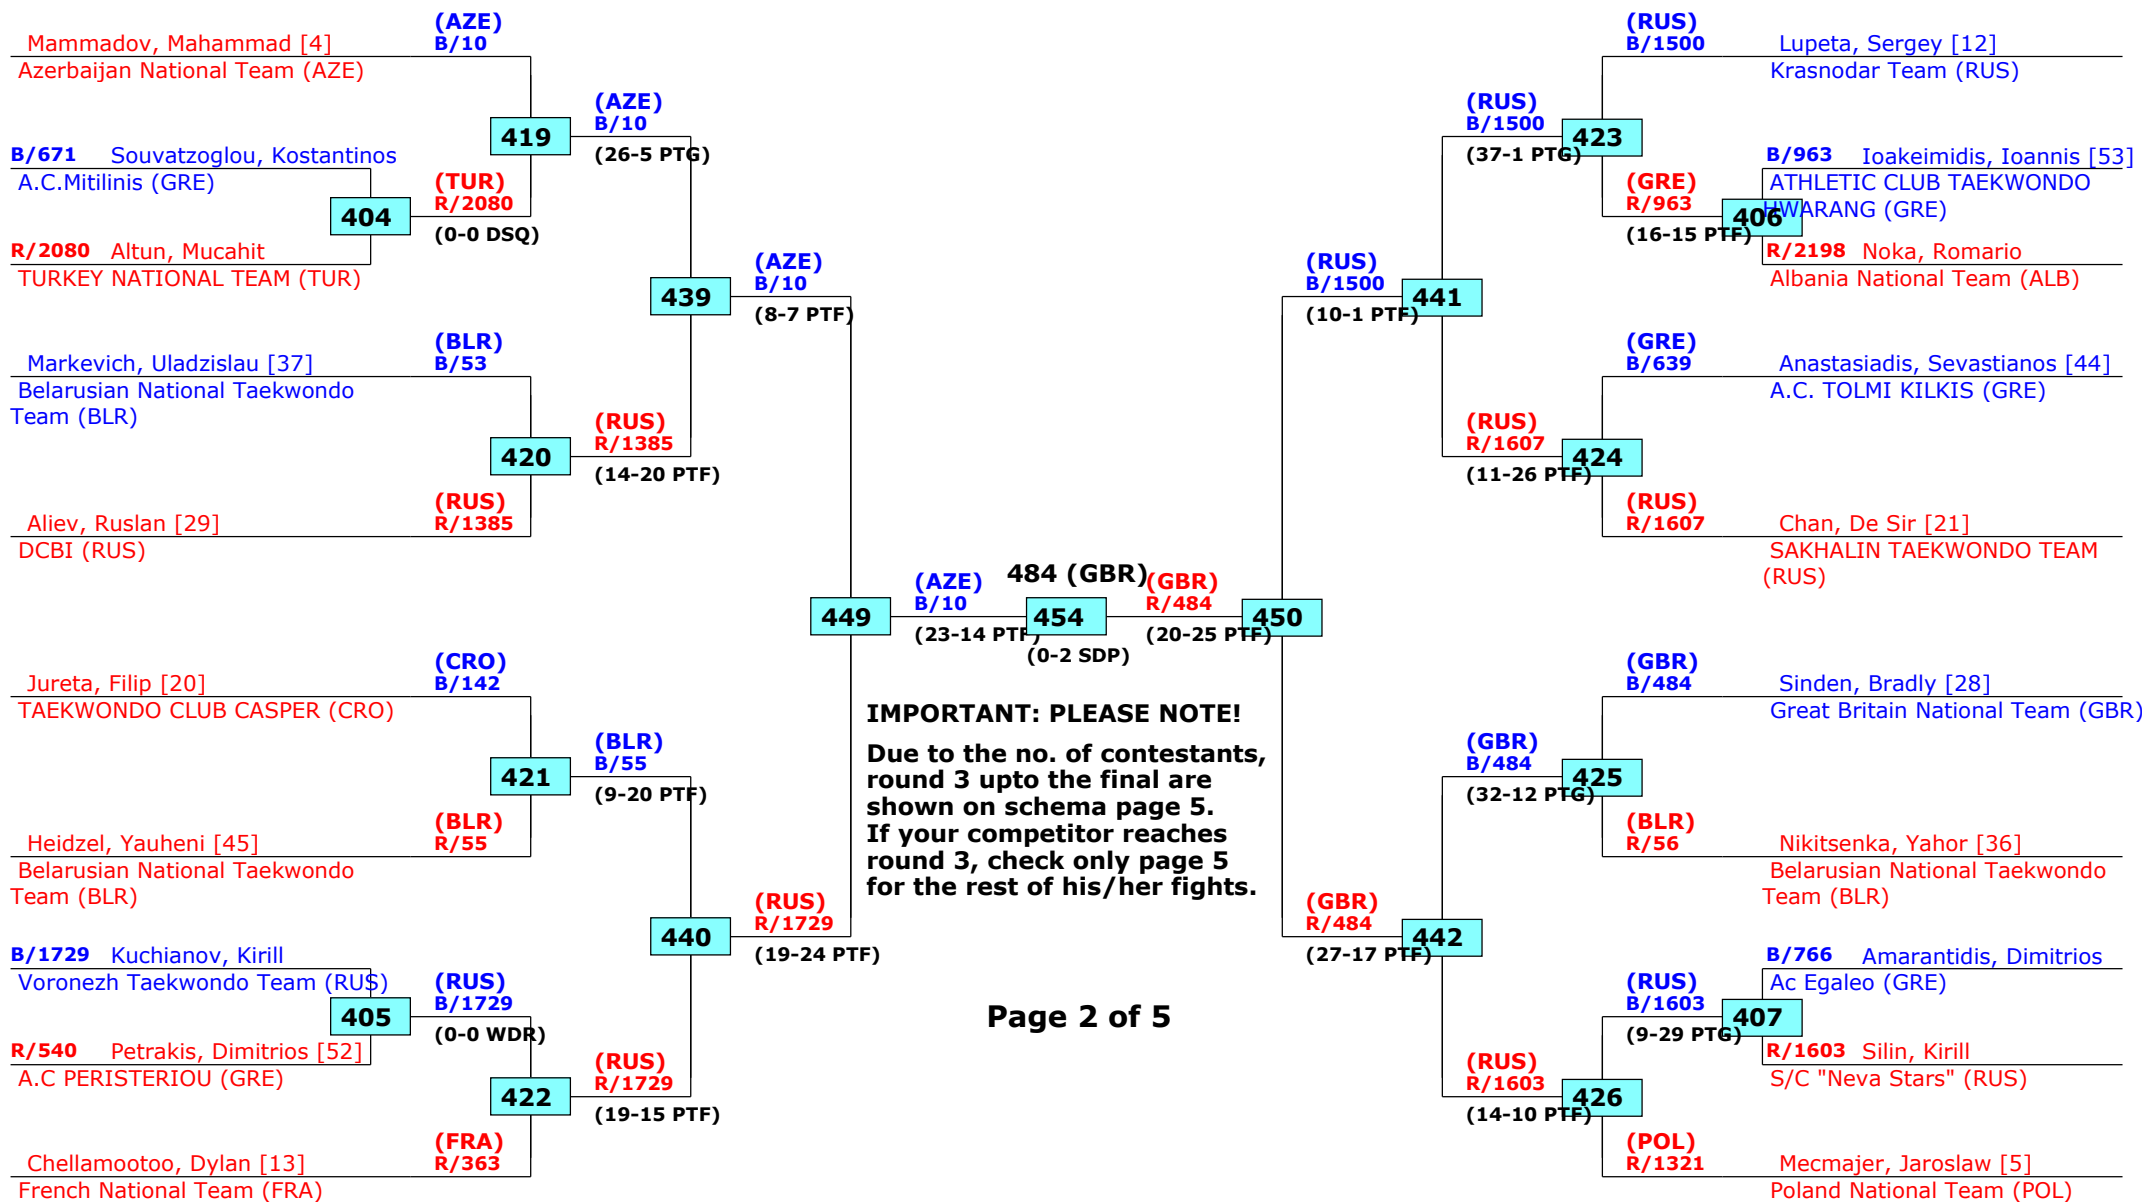 Mammadov, Mahammad [4]
Azerbaijan National Team (AZE)
(AZE)
B/10
B/671 Souvatzoglou, Kostantinos
A.C.Mitilinis (GRE)
404
R/2080 Altun, Mucahit
TURKEY NATIONAL TEAM (TUR)
(TUR)
R/2080
(0-0 DSQ)
419
(AZE)
B/10
(26-5 PTG)
Markevich, Uladzislau [37]
Belarusian National Taekwondo
Team (BLR)
(BLR)
B/53
420
Aliev, Ruslan [29]
DCBI (RUS)
(RUS)
R/1385
(RUS)
R/1385
(14-20 PTF)
439
(AZE)
B/10
(8-7 PTF)
Jureta, Filip [20]
TAEKWONDO CLUB CASPER (CRO)
(CRO)
B/142
421
Heidzel, Yauheni [45]
Belarusian National Taekwondo
Team (BLR)
(BLR)
R/55
(BLR)
B/55
(9-20 PTF)
B/1729 Kuchianov, Kirill
Voronezh Taekwondo Team (RUS)
405
R/540 Petrakis, Dimitrios [52]
A.C PERISTERIOU (GRE)
(RUS)
B/1729
(0-0 WDR)
422
Chellamootoo, Dylan [13]
French National Team (FRA)
(FRA)
R/363
(RUS)
R/1729
(19-15 PTF)
440
(RUS)
R/1729
(19-24 PTF)
449
(AZE)
B/10
(23-14 PTF)
484 (GBR)
454
(0-2 SDP)
(GBR)
R/484
(20-25 PTF)
450
IMPORTANT: PLEASE NOTE!
Due to the no. of contestants,
round 3 upto the final are
shown on schema page 5.
If your competitor reaches
round 3, check only page 5
for the rest of his/her fights.
Page 2 of 5
(RUS)
B/1500
(10-1 PTF)
441
(RUS)
B/1500
(37-1 PTG)
423
(RUS)
B/1500
Lupeta, Sergey [12]
Krasnodar Team (RUS)
(GRE)
R/963
(16-15 PTF)
406
B/963 Ioakeimidis, Ioannis [53]
ATHLETIC CLUB TAEKWONDO
HWARANG (GRE)
R/2198 Noka, Romario
Albania National Team (ALB)
(RUS)
R/1607
(11-26 PTF)
424
(GRE)
B/639
Anastasiadis, Sevastianos [44]
A.C. TOLMI KILKIS (GRE)
(RUS)
R/1607
Chan, De Sir [21]
SAKHALIN TAEKWONDO TEAM
(RUS)
(GBR)
R/484
(27-17 PTF)
442
(GBR)
B/484
(32-12 PTG)
425
(GBR)
B/484
Sinden, Bradly [28]
Great Britain National Team (GBR)
(BLR)
R/56
Nikitsenka, Yahor [36]
Belarusian National Taekwondo
Team (BLR)
(RUS)
R/1603
(14-10 PTF)
426
(RUS)
B/1603
(9-29 PTG)
407
B/766 Amarantidis, Dimitrios
Ac Egaleo (GRE)
R/1603 Silin, Kirill
S/C "Neva Stars" (RUS)
(POL)
R/1321
Mecmajer, Jaroslaw [5]
Poland National Team (POL)